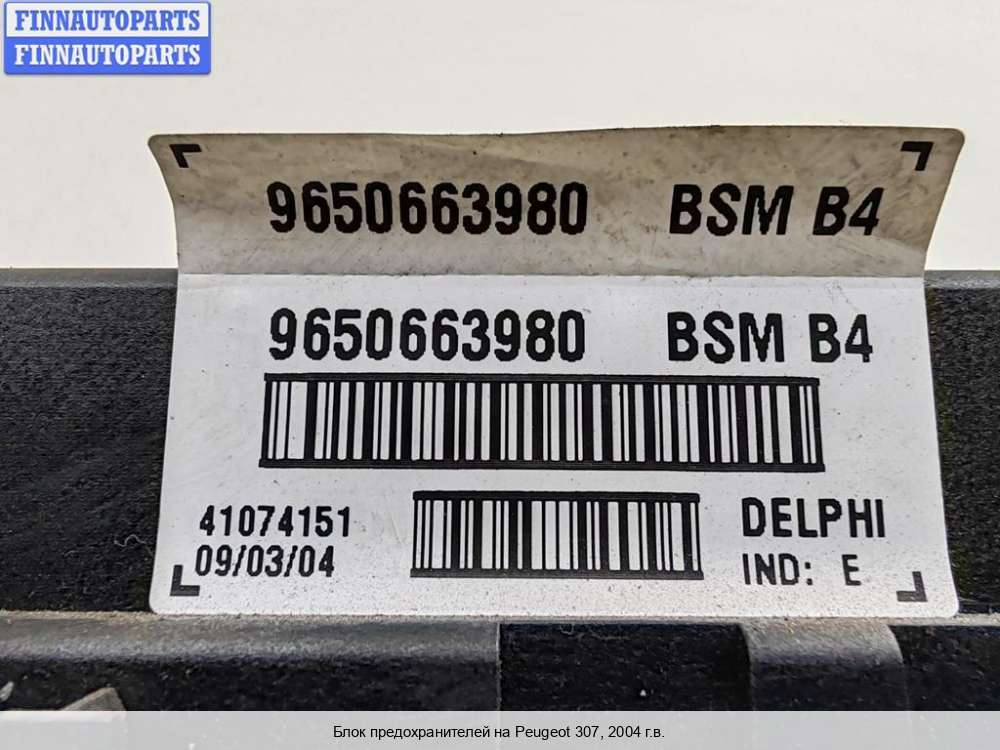 FINNAUTOPARTS
FINNAUTOPARTS
9650663980 BSM B4
9650663980 BSM B4
41074151
09/03/04
DELPHI
IND: E
Блок предохранителей на Peugeot 307, 2004 г.в.